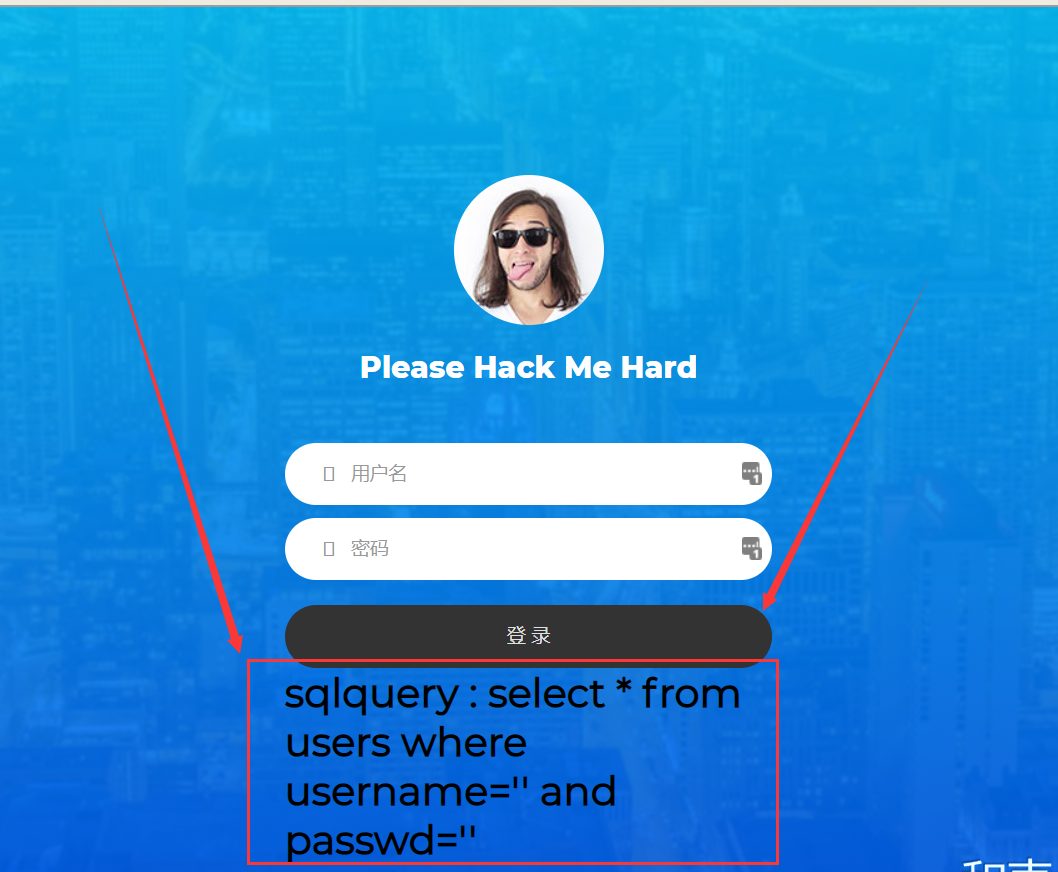 Please Hack Me Hard
用户名
密码
登 录
sqlquery : select * from
users where
username='' and
passwd=''